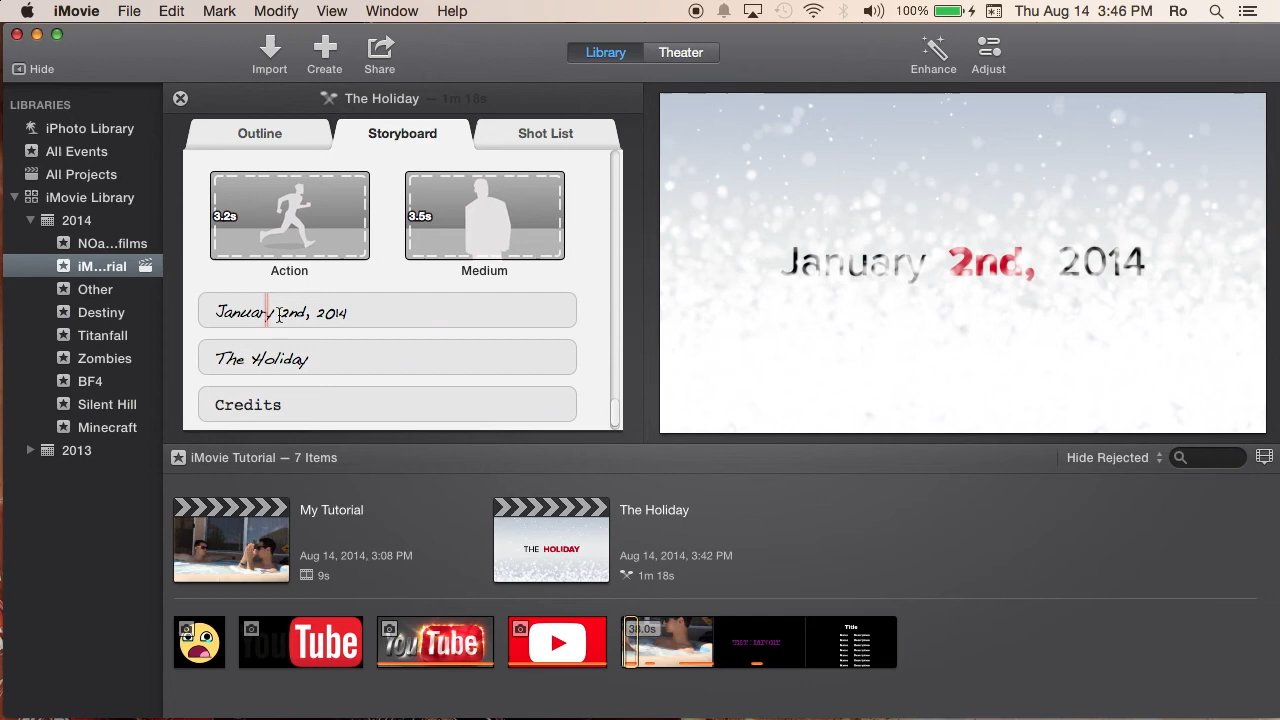 iMovie File Edit Mark Modify View Window Help 100% Thu Aug 14 3:46 PM Ro
Hide Import Create Share Library Theater Enhance Adjust
LIBRARIES
iPhoto Library
All Events
All Projects
iMovie Library
2014
NOa...films
iM...rial
Other
Destiny
Titanfall
Zombies
BF4
Silent Hill
Minecraft
2013
The Holiday — 1m 18s
Outline Storyboard Shot List
3.2s 3.5s
Action Medium
January 2nd, 2014
The Holiday
Credits
January 2nd, 2014
iMovie Tutorial — 7 Items Hide Rejected
My Tutorial
Aug 14, 2014, 3:08 PM
9s
THE HOLIDAY
The Holiday
Aug 14, 2014, 3:42 PM
1m 18s
You Tube
You Tube
38.0s
Title